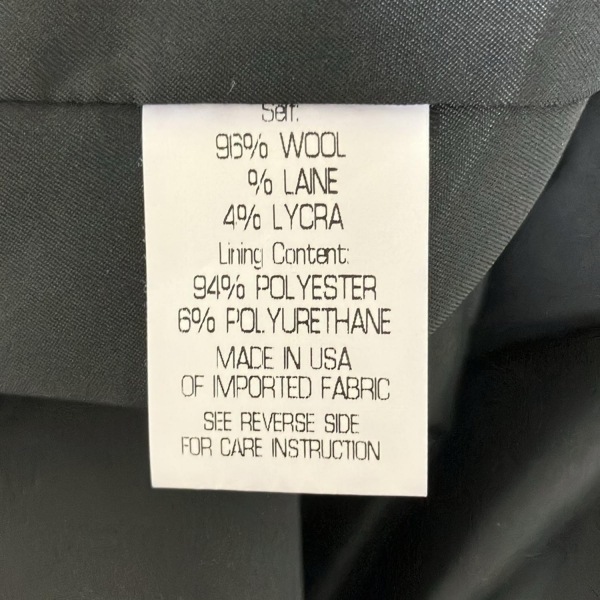 Self:
96% WOOL
% LAINE
4% LYCRA
Lining Content:
94% POLYESTER
6% POLYURETHANE
MADE IN USA
OF IMPORTED FABRIC
SEE REVERSE SIDE
FOR CARE INSTRUCTION